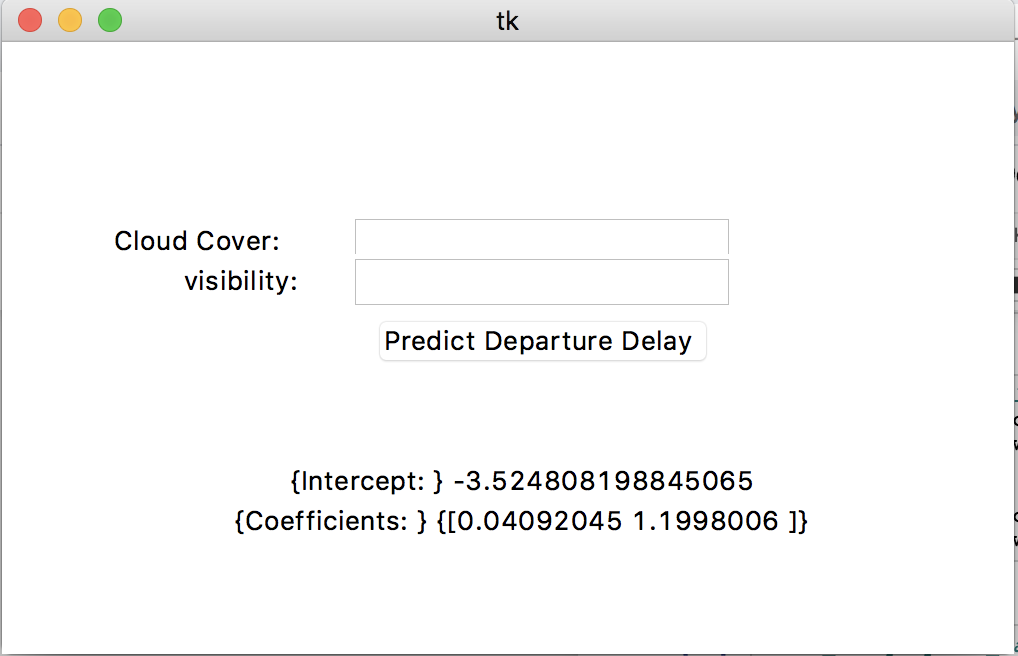 tk
Cloud Cover:
visibility:
Predict Departure Delay
{Intercept: } -3.524808198845065
{Coefficients: } {[0.04092045 1.1998006 ]}